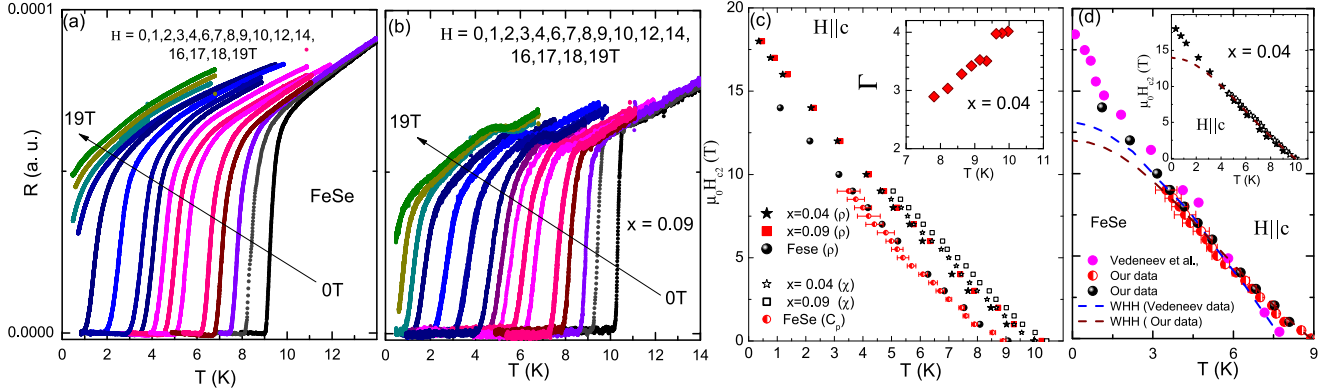 (a)
H = 0,1,2,3,4,6,7,8,9,10,12,14,
16,17,18,19T
19T
FeSe
0T
R (a. u.)
0.0001
0.0000
0 2 4 6 8 10 12 14
T (K)
(b)
H = 0,1,2,3,4,6,7,8,9,10,12,14,
16,17,18,19T
19T
x = 0.09
0T
0 2 4 6 8 10 12 14
T (K)
(c)
H||c
μ0Hc2 (T)
20
15
10
5
0
0 1 2 3 4 5 6 7 8 9 10
T (K)
Γ
4
3
2
x = 0.04
7 8 9 10 11
T (K)
x=0.04 (ρ)
x=0.09 (ρ)
Fese (ρ)
x= 0.04 (χ)
x=0.09 (χ)
FeSe (Cp)
(d)
μ0Hc2 (T)
20
15
10
5
0
x = 0.04
H||c
0 2 4 6 8 10
T (K)
FeSe
H||c
Vedeneev et al.,
Our data
Our data
WHH (Vedeneev data)
WHH ( Our data)
0 3 6 9
T (K)